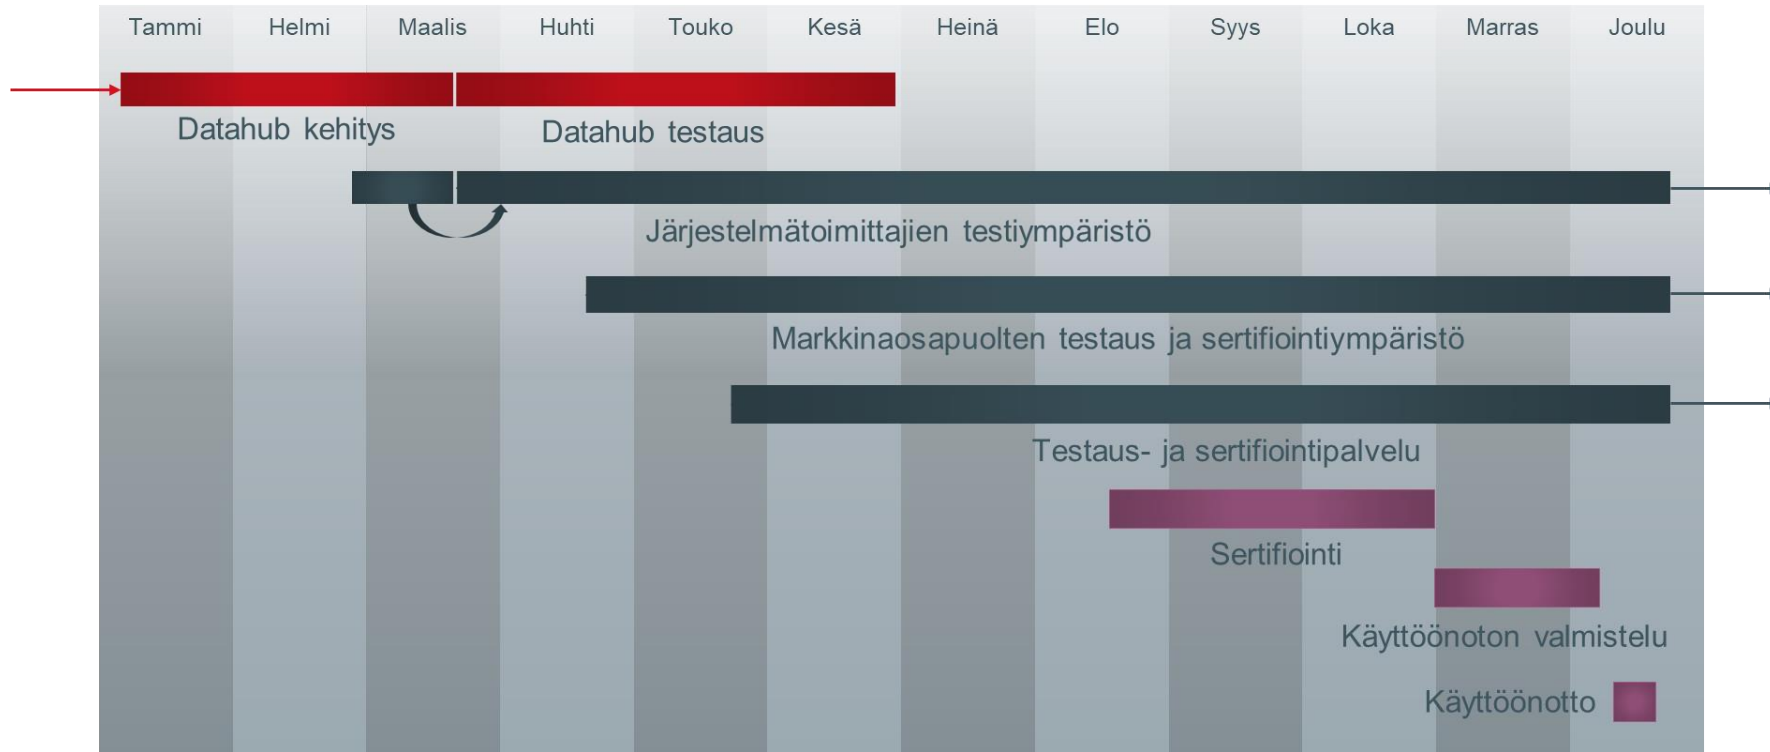 Tammi Helmi Maalis Huhti Touko Kesä Heinä Elo Syys Loka Marras Joulu
Datahub kehitys Datahub testaus
Järjestelmätoimittajien testiympäristö
Markkinaosapuolten testaus ja sertifiointiympäristö
Testaus- ja sertifiointipalvelu
Sertifiointi
Käyttöönoton valmistelu
Käyttöönotto